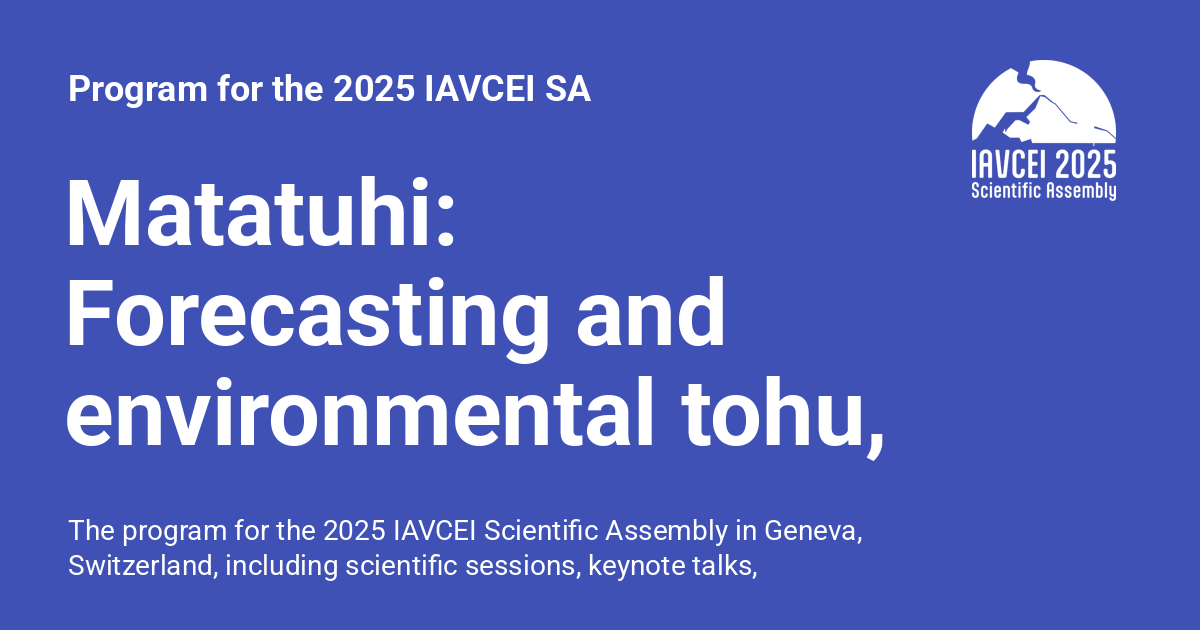 Program for the 2025 IAVCEI SA
IAVCEI 2025
Scientific Assembly
Matatuhi:
Forecasting and
environmental tohu,
The program for the 2025 IAVCEI Scientific Assembly in Geneva,
Switzerland, including scientific sessions, keynote talks,